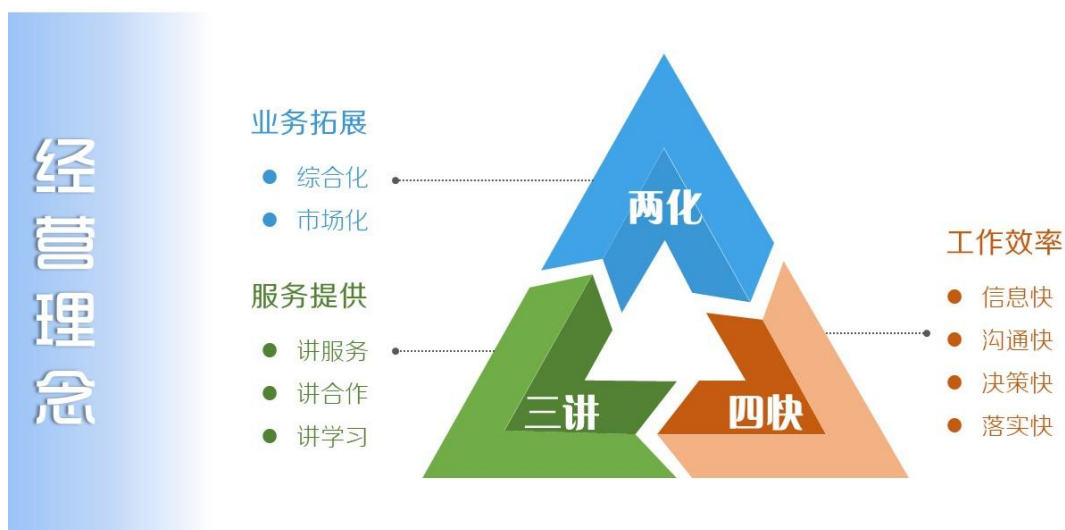 经营理念
业务拓展
综合化
市场化
服务提供
讲服务
讲合作
讲学习
两化
三讲
四快
工作效率
信息快
沟通快
决策快
落实快